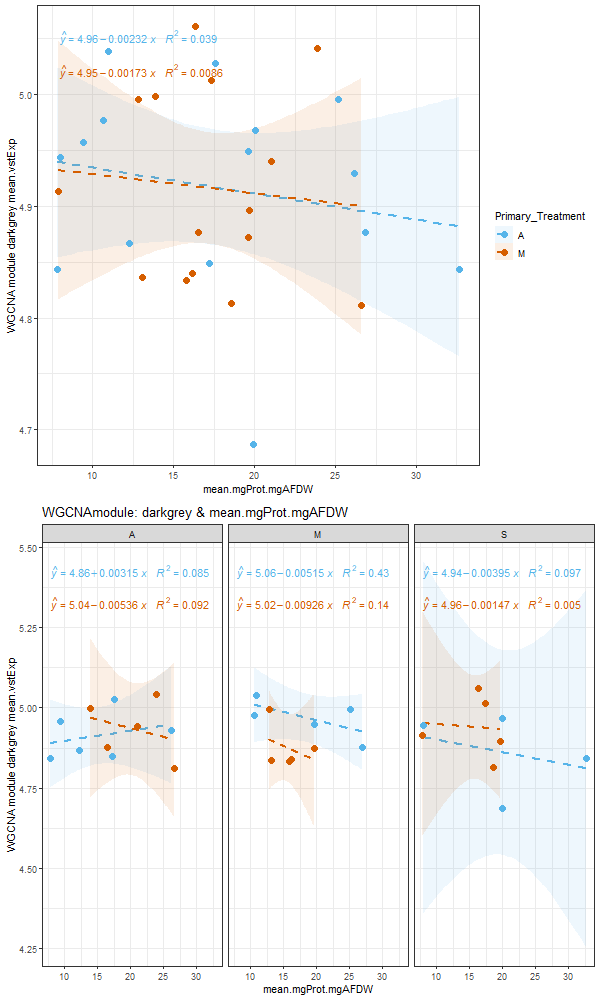 ŷ = 4.96−0.00232 x R² = 0.039
ŷ = 4.95−0.00173 x R² = 0.0086
5.0
4.9
4.8
4.7
WGCNA module darkgrey mean.vstExp
10 15 20 25 30
mean.mgProt.mgAFDW
Primary_Treatment
A
M
WGCNAmodule: darkgrey & mean.mgProt.mgAFDW
A M S
ŷ = 4.86+0.00315 x R² = 0.085
ŷ = 5.04−0.00536 x R² = 0.092
ŷ = 5.06−0.00515 x R² = 0.43
ŷ = 5.02−0.00926 x R² = 0.14
ŷ = 4.94−0.00395 x R² = 0.097
ŷ = 4.96−0.00147 x R² = 0.005
5.50
5.25
5.00
4.75
4.50
4.25
WGCNA module darkgrey mean.vstExp
10 15 20 25 30 10 15 20 25 30 10 15 20 25 30
mean.mgProt.mgAFDW